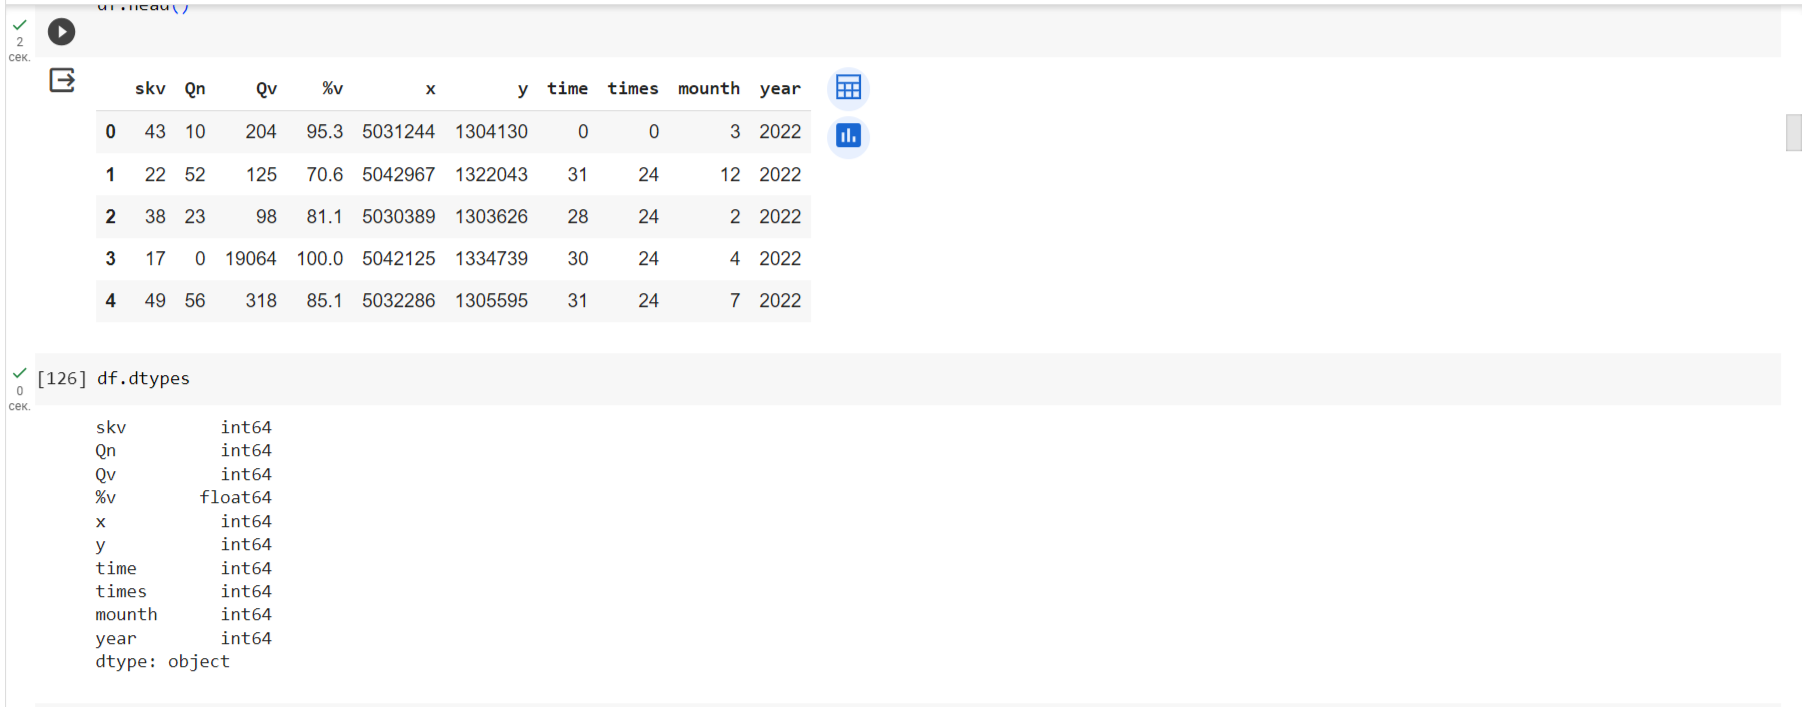 df.head()
2
сек.
skv Qn Qv %v x y time times mounth year
0 43 10 204 95.3 5031244 1304130 0 0 3 2022
1 22 52 125 70.6 5042967 1322043 31 24 12 2022
2 38 23 98 81.1 5030389 1303626 28 24 2 2022
3 17 0 19064 100.0 5042125 1334739 30 24 4 2022
4 49 56 318 85.1 5032286 1305595 31 24 7 2022
[126] df.dtypes
0
сек.
skv int64
Qn int64
Qv int64
%v float64
x int64
y int64
time int64
times int64
mounth int64
year int64
dtype: object